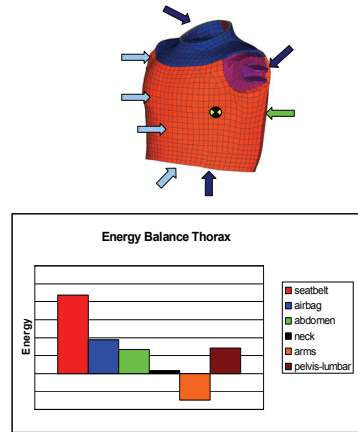 Energy Balance Thorax
Energy
seatbelt
airbag
abdomen
neck
arms
pelvis-lumbar